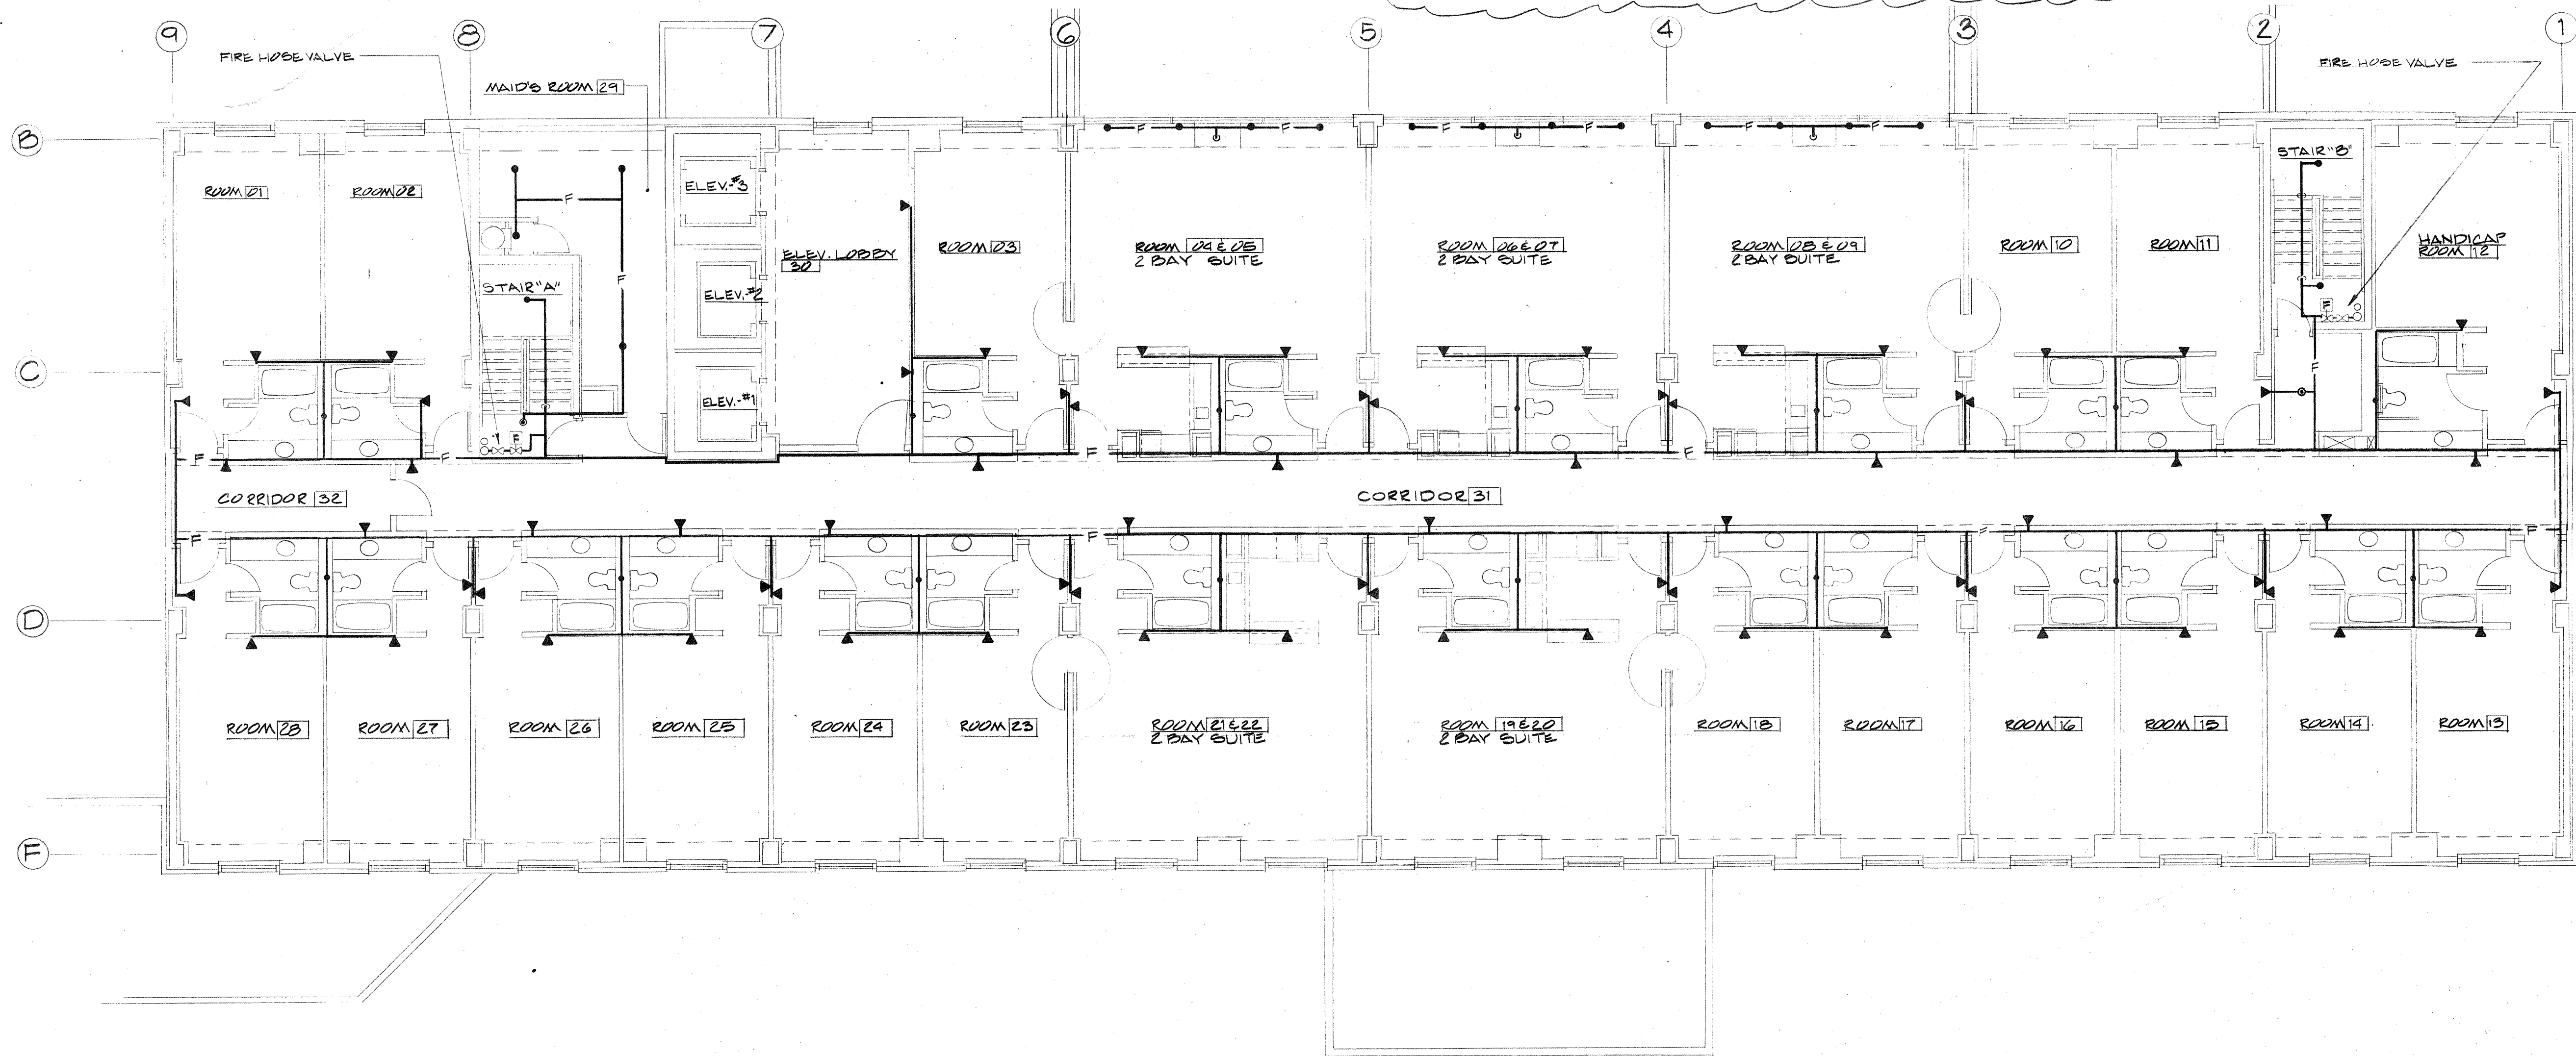 9
8
7
6
5
4
3
2
1
FIRE HOSE VALVE
MAID'S ROOM 29
FIRE HOSE VALVE
B
F
F
F
F
F
F
STAIR "B"
ROOM 01
ROOM 02
ELEV.-#3
F
ELEV. LOBBY
30
ROOM 03
ROOM 04 & 05
2 BAY SUITE
ROOM 06 & 07
2 BAY SUITE
ROOM 08 & 09
2 BAY SUITE
ROOM 10
ROOM 11
HANDICAP
ROOM 12
F
STAIR "A"
ELEV.-#2
F
C
F
ELEV.-#1
F
F
F
F
F
CORRIDOR 32
CORRIDOR 31
F
F
F
F
D
ROOM 28
ROOM 27
ROOM 26
ROOM 25
ROOM 24
ROOM 23
ROOM 21 & 22
2 BAY SUITE
ROOM 19 & 20
2 BAY SUITE
ROOM 18
ROOM 17
ROOM 16
ROOM 15
ROOM 14
ROOM 13
F